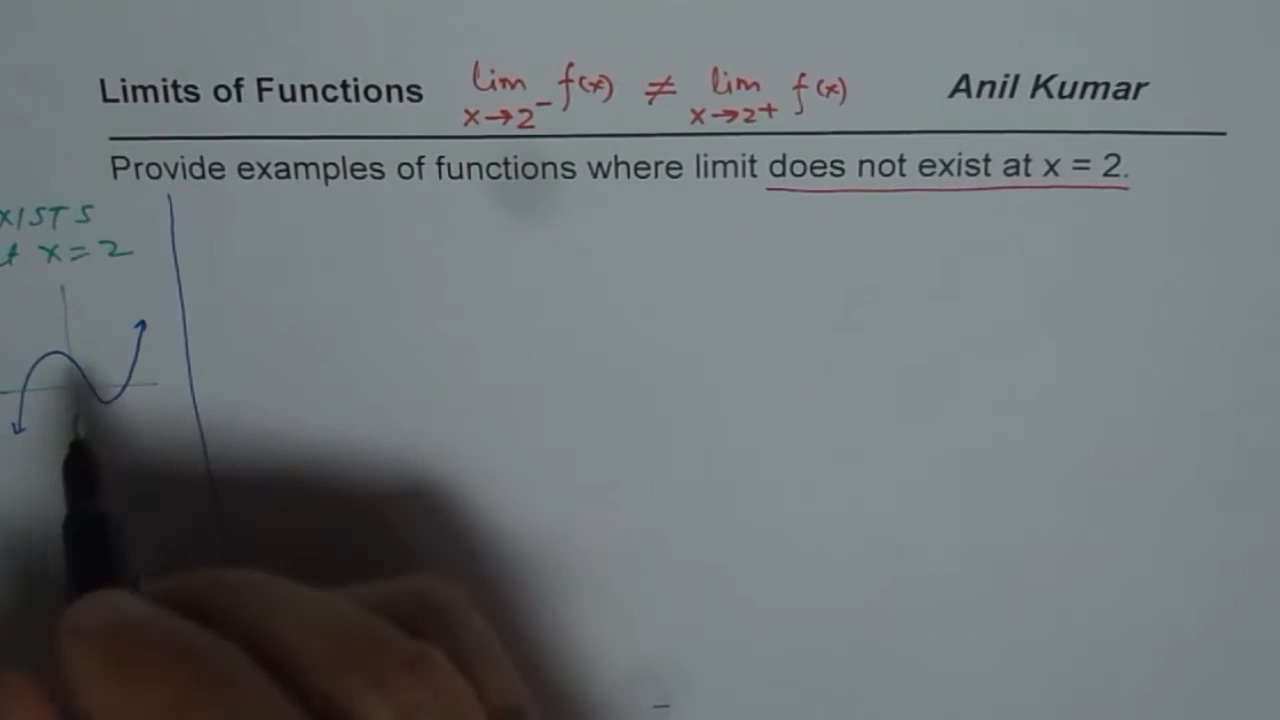 Limits of Functions lim f(x) ≠ lim f(x) Anil Kumar
x→2⁻ x→2⁺
Provide examples of functions where limit does not exist at x = 2.
XISTS
x = 2